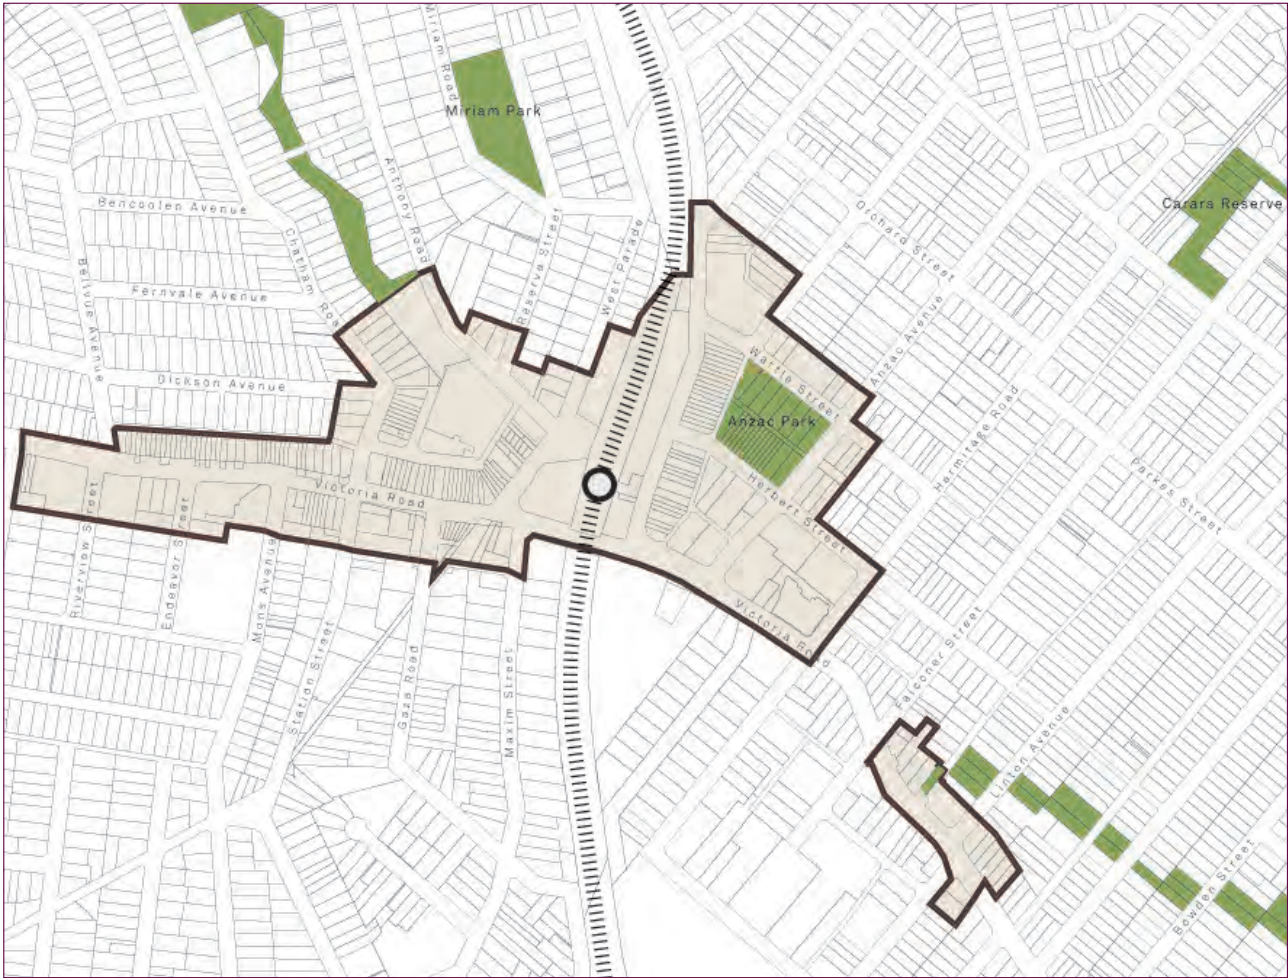 Miriam Road
Miriam Park
Anthony Road
Bencoolen Avenue
Carara Reserve
Orchard Street
Chatham Road
Reserve Street
West Parade
Bellvue Avenue
Fernvale Avenue
Anzac Avenue
Wattle Street
Dickson Avenue
Anzac Park
Hermitage Road
Parkes Street
Victoria Road
Herbert Street
Riverview Street
Endeavor Street
Mons Avenue
Victoria Road
Station Street
Gaza Road
Maxim Street
Falconer Street
Linton Avenue
Bowden Street